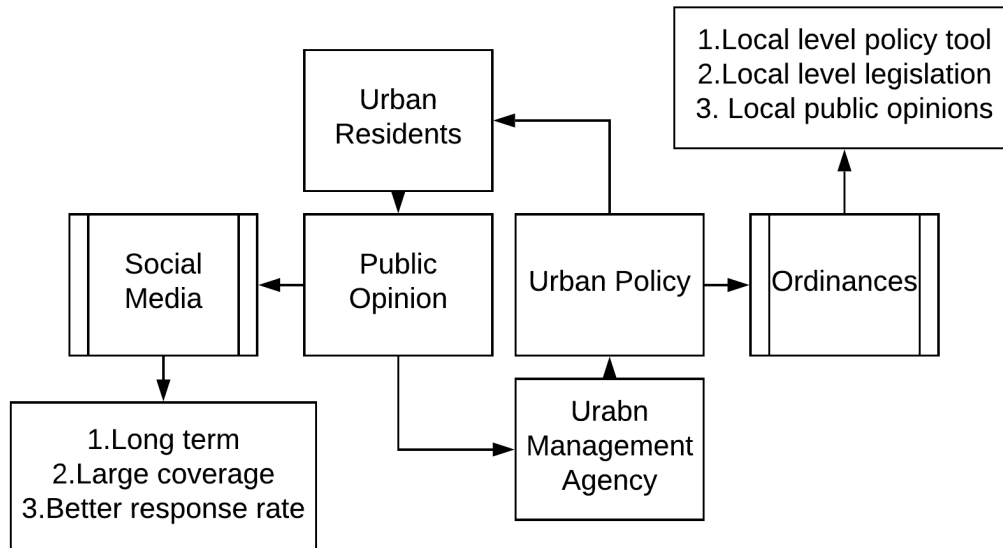 1.Local level policy tool
2.Local level legislation
3. Local public opinions
Urban
Residents
Social
Media
Public
Opinion
Urban Policy
Ordinances
Urabn
Management
Agency
1.Long term
2.Large coverage
3.Better response rate